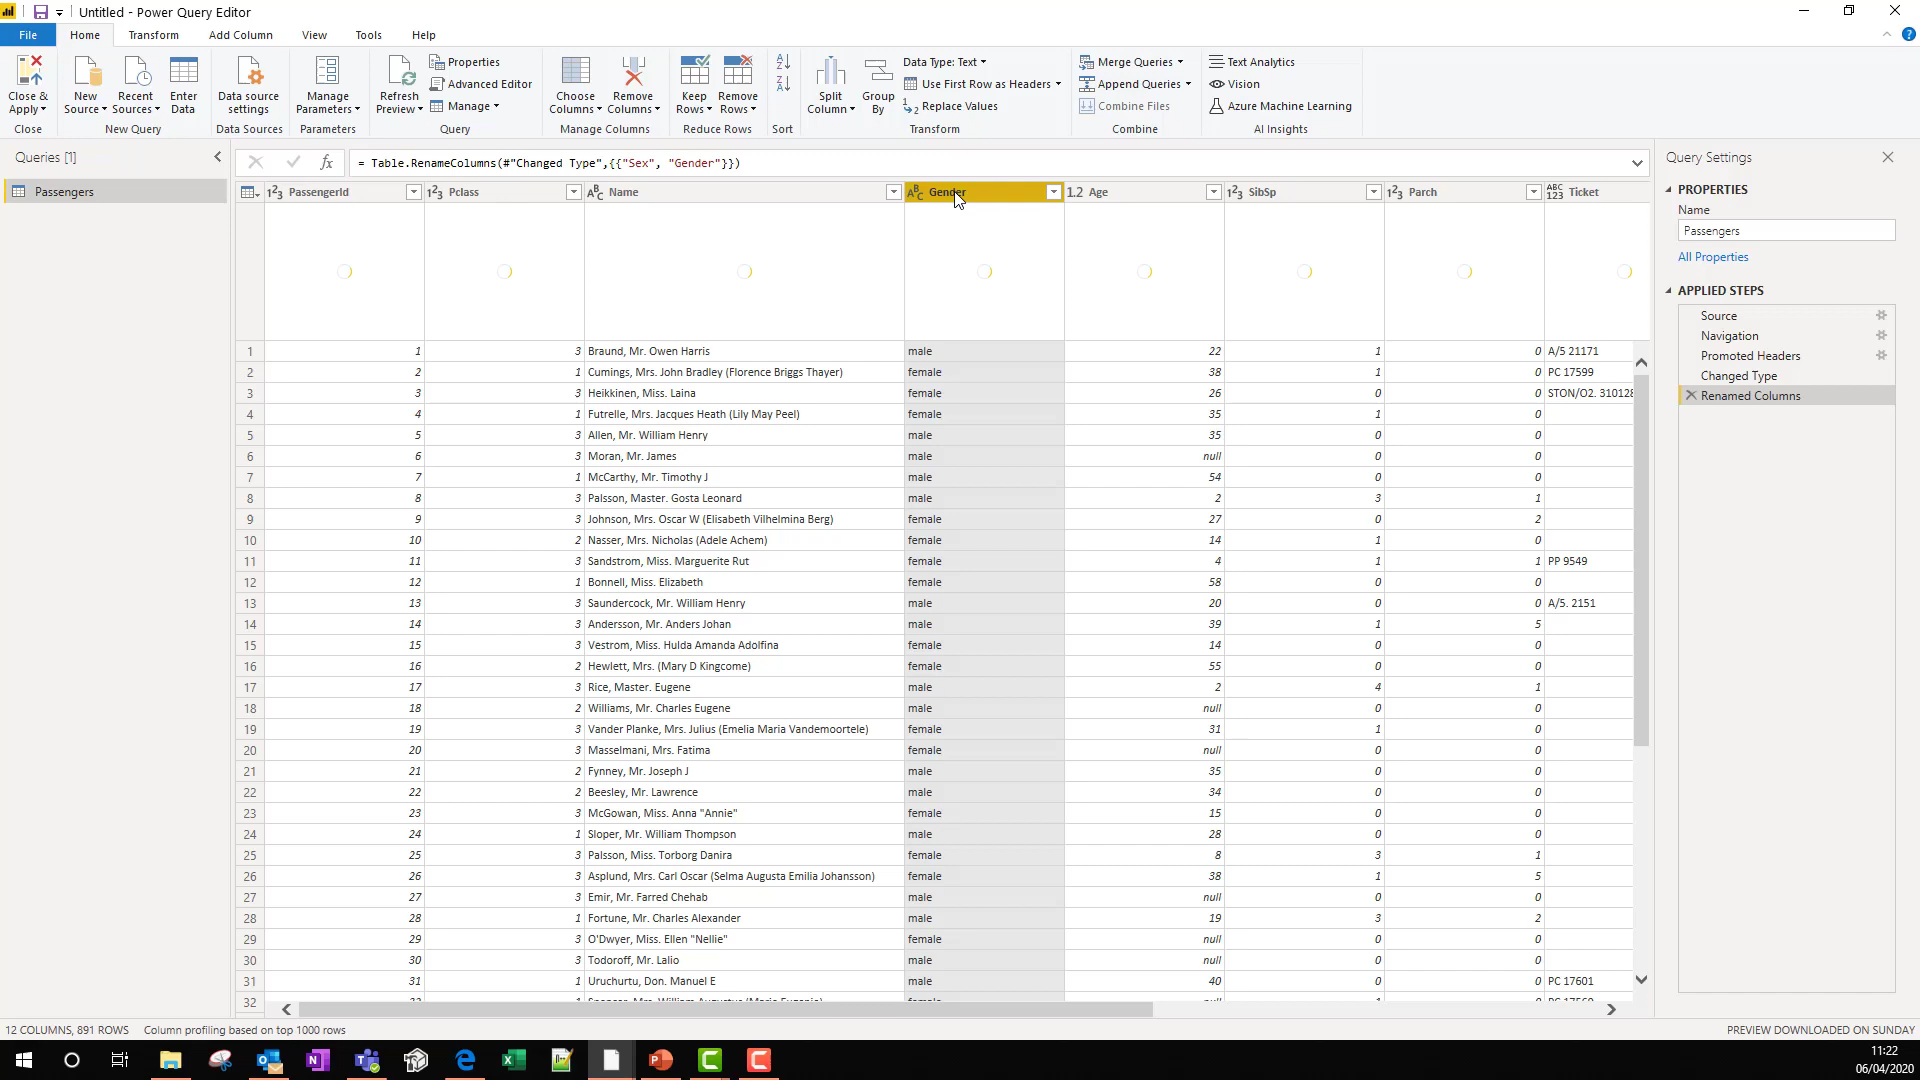 Untitled - Power Query Editor
File Home Transform Add Column View Tools Help
Close & Apply
New Source
Recent Sources
Enter Data
Data source settings
Manage Parameters
Refresh Preview
Properties
Advanced Editor
Manage
Choose Columns
Remove Columns
Keep Rows
Remove Rows
Split Column
Group By
Data Type: Text
Use First Row as Headers
Replace Values
Merge Queries
Append Queries
Combine Files
Text Analytics
Vision
Azure Machine Learning
Close New Query Data Sources Parameters Query Manage Columns Reduce Rows Sort Transform Combine AI Insights
Queries [1]
Passengers
= Table.RenameColumns(#"Changed Type",{{"Sex", "Gender"}})
PassengerId Pclass Name Gender 1.2 Age SibSp Parch Ticket
1 1 3 Braund, Mr. Owen Harris male 22 1 0 A/5 21171
2 2 1 Cumings, Mrs. John Bradley (Florence Briggs Thayer) female 38 1 0 PC 17599
3 3 3 Heikkinen, Miss. Laina female 26 0 0 STON/O2. 310128
4 4 1 Futrelle, Mrs. Jacques Heath (Lily May Peel) female 35 1 0
5 5 3 Allen, Mr. William Henry male 35 0 0
6 6 3 Moran, Mr. James male null 0 0
7 7 1 McCarthy, Mr. Timothy J male 54 0 0
8 8 3 Palsson, Master. Gosta Leonard male 2 3 1
9 9 3 Johnson, Mrs. Oscar W (Elisabeth Vilhelmina Berg) female 27 0 2
10 10 2 Nasser, Mrs. Nicholas (Adele Achem) female 14 1 0
11 11 3 Sandstrom, Miss. Marguerite Rut female 4 1 1 PP 9549
12 12 1 Bonnell, Miss. Elizabeth female 58 0 0
13 13 3 Saundercock, Mr. William Henry male 20 0 0 A/5. 2151
14 14 3 Andersson, Mr. Anders Johan male 39 1 5
15 15 3 Vestrom, Miss. Hulda Amanda Adolfina female 14 0 0
16 16 2 Hewlett, Mrs. (Mary D Kingcome) female 55 0 0
17 17 3 Rice, Master. Eugene male 2 4 1
18 18 2 Williams, Mr. Charles Eugene male null 0 0
19 19 3 Vander Planke, Mrs. Julius (Emelia Maria Vandemoortele) female 31 1 0
20 20 3 Masselmani, Mrs. Fatima female null 0 0
21 21 2 Fynney, Mr. Joseph J male 35 0 0
22 22 2 Beesley, Mr. Lawrence male 34 0 0
23 23 3 McGowan, Miss. Anna "Annie" female 15 0 0
24 24 1 Sloper, Mr. William Thompson male 28 0 0
25 25 3 Palsson, Miss. Torborg Danira female 8 3 1
26 26 3 Asplund, Mrs. Carl Oscar (Selma Augusta Emilia Johansson) female 38 1 5
27 27 3 Emir, Mr. Farred Chehab male null 0 0
28 28 1 Fortune, Mr. Charles Alexander male 19 3 2
29 29 3 O'Dwyer, Miss. Ellen "Nellie" female null 0 0
30 30 3 Todoroff, Mr. Lalio male null 0 0
31 31 1 Uruchurtu, Don. Manuel E male 40 0 0 PC 17601
32
Query Settings
PROPERTIES
Name
Passengers
All Properties
APPLIED STEPS
Source
Navigation
Promoted Headers
Changed Type
Renamed Columns
12 COLUMNS, 891 ROWS Column profiling based on top 1000 rows
PREVIEW DOWNLOADED ON SUNDAY
11:22
06/04/2020